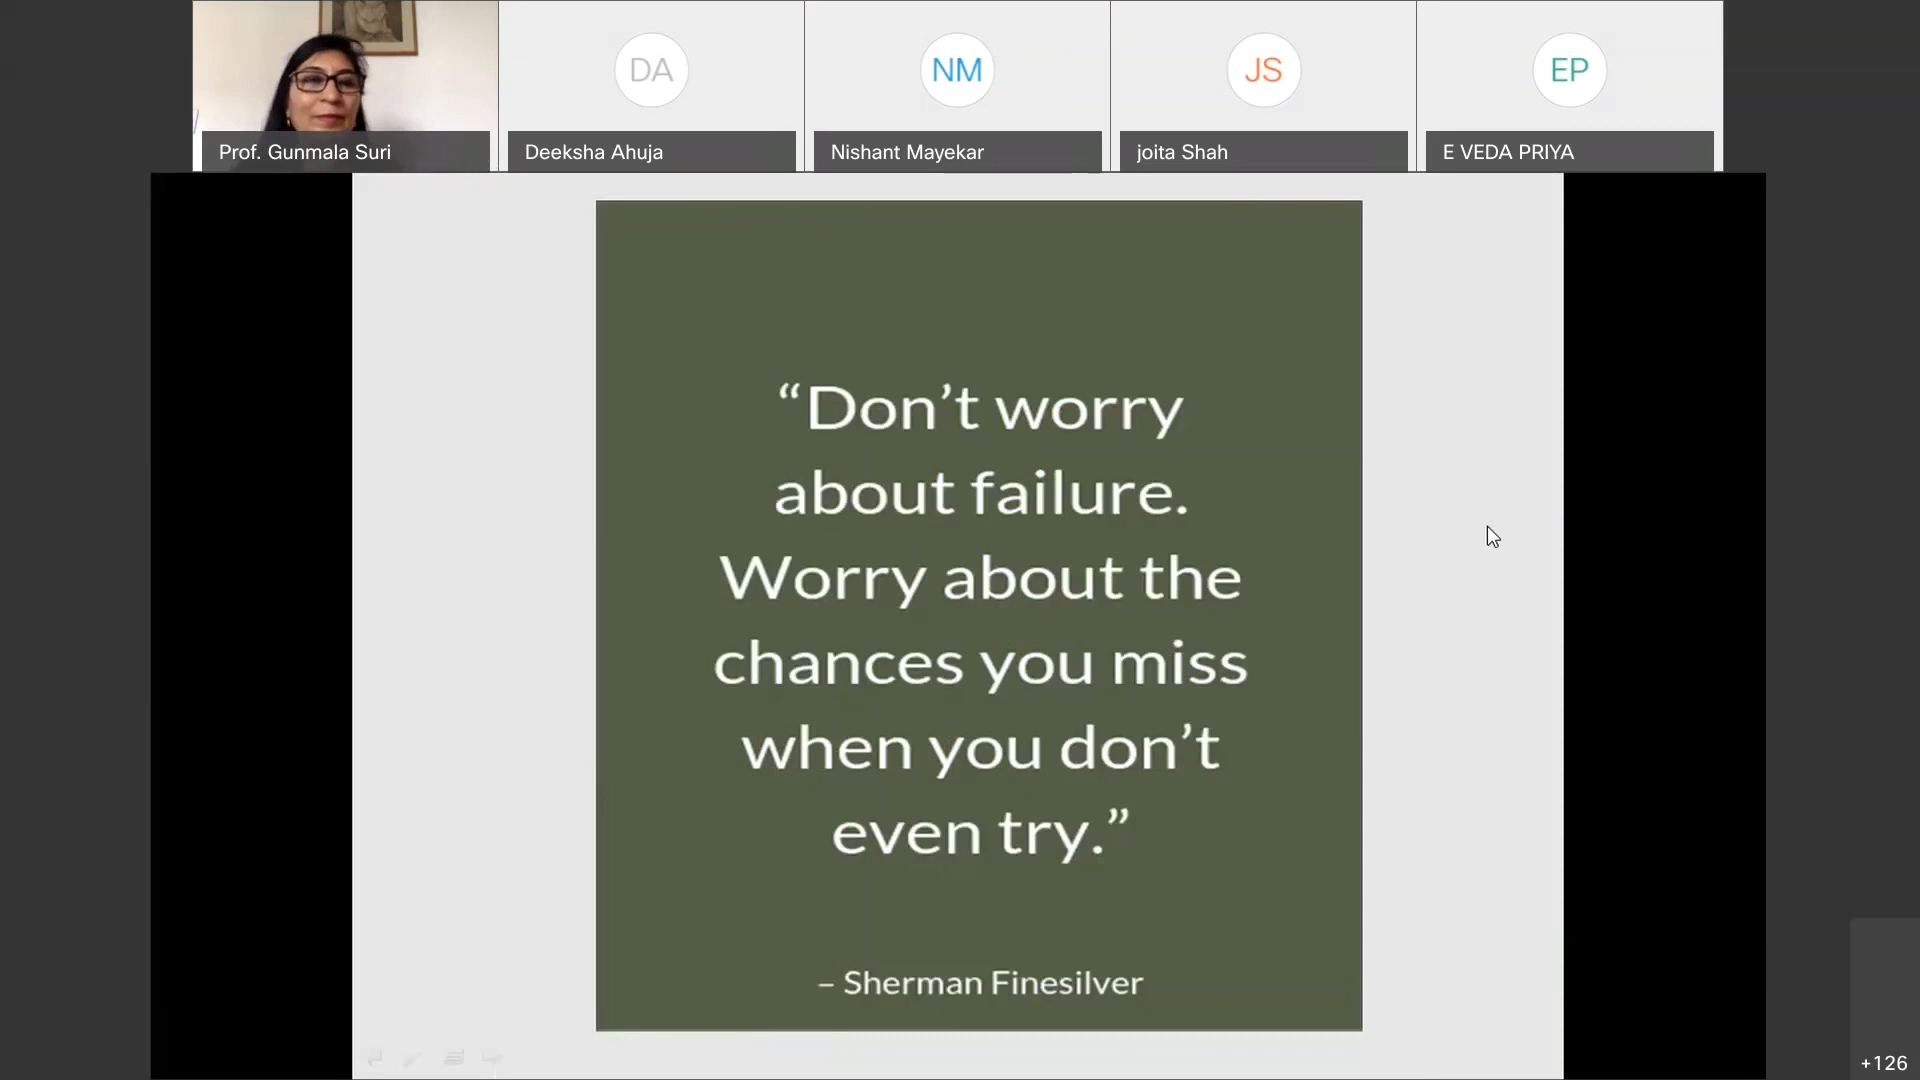 DA
NM
JS
EP
Prof. Gunmala Suri
Deeksha Ahuja
Nishant Mayekar
joita Shah
E VEDA PRIYA
“Don’t worry
about failure.
Worry about the
chances you miss
when you don’t
even try.”
– Sherman Finesilver
+126